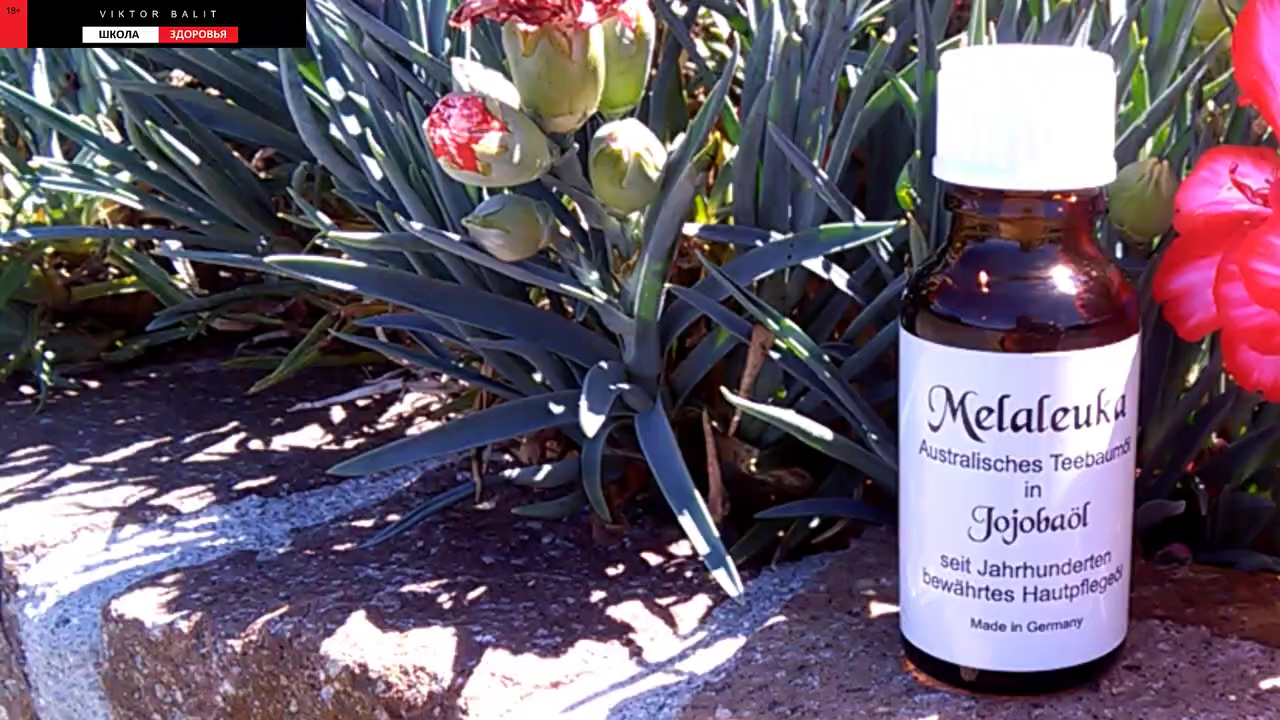 18+
VIKTOR BALIT
ШКОЛА ЗДОРОВЬЯ
Melaleuka
Australisches Teebaumöl
in
Jojobaöl
seit Jahrhunderten
bewährtes Hautpflegeöl
Made in Germany